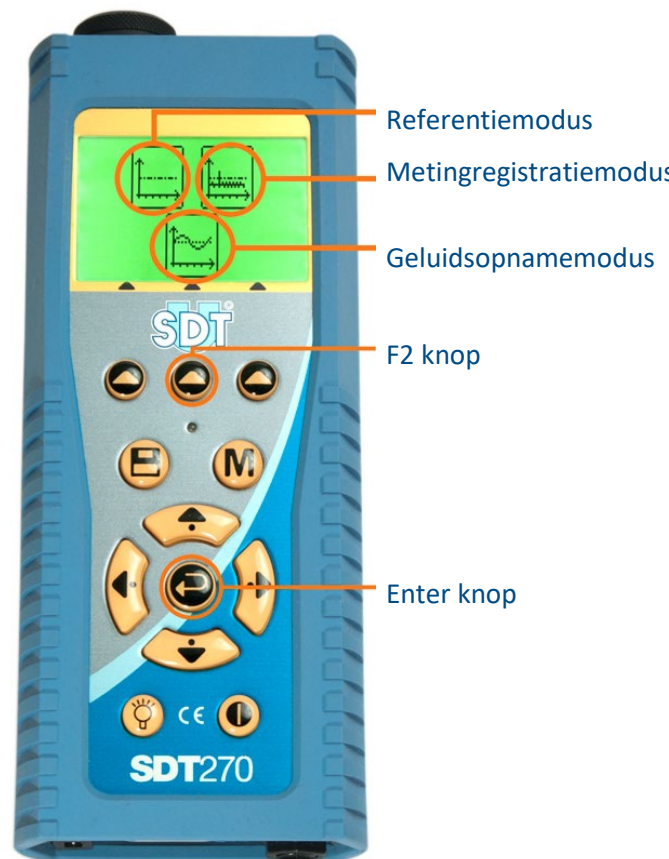 Referentiemodus
Metingregistratiemodus
Geluidsopnamemodus
SDT®
F2 knop
M
Enter knop
CE
SDT270